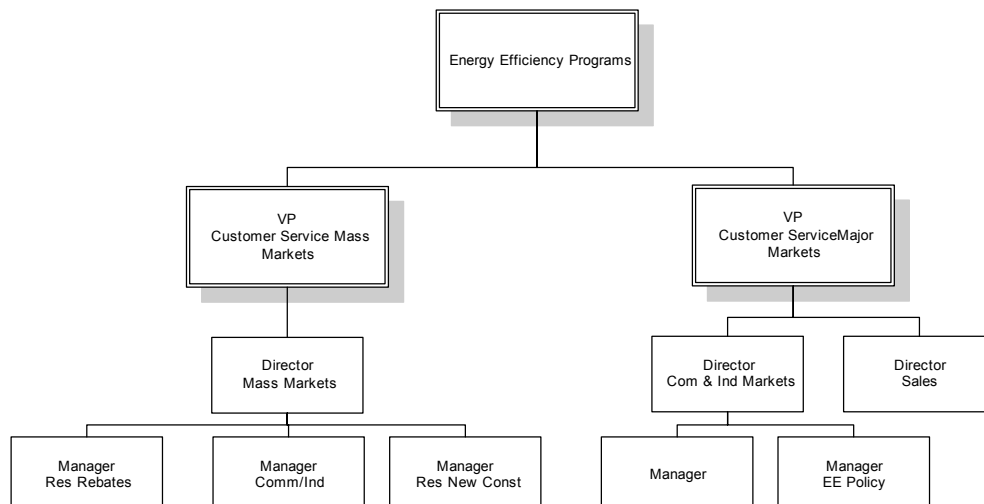 Energy Efficiency Programs
VP
Customer Service Mass
Markets
VP
Customer ServiceMajor
Markets
Director
Mass Markets
Director
Com & Ind Markets
Director
Sales
Manager
Res Rebates
Manager
Comm/Ind
Manager
Res New Const
Manager
Manager
EE Policy